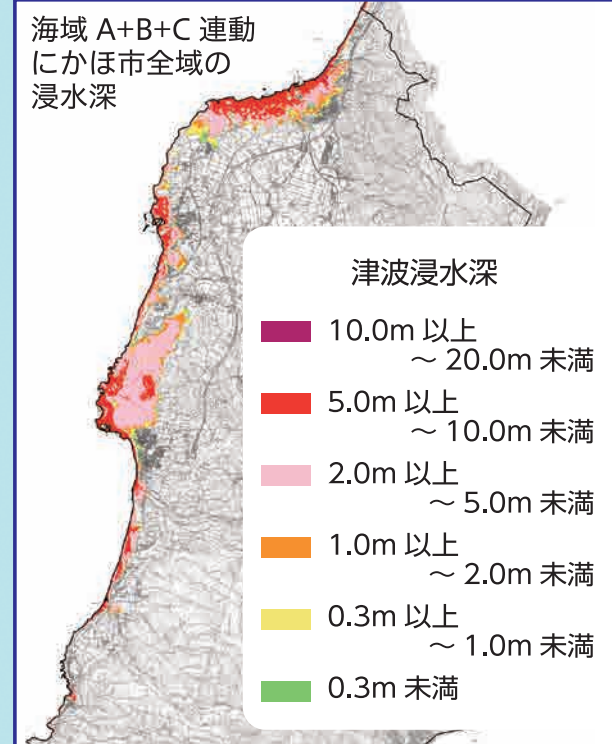 海域 A+B+C 連動
にかほ市全域の
浸水深
津波浸水深
10.0m 以上
～ 20.0m 未満
5.0m 以上
～ 10.0m 未満
2.0m 以上
～ 5.0m 未満
1.0m 以上
～ 2.0m 未満
0.3m 以上
～ 1.0m 未満
0.3m 未満